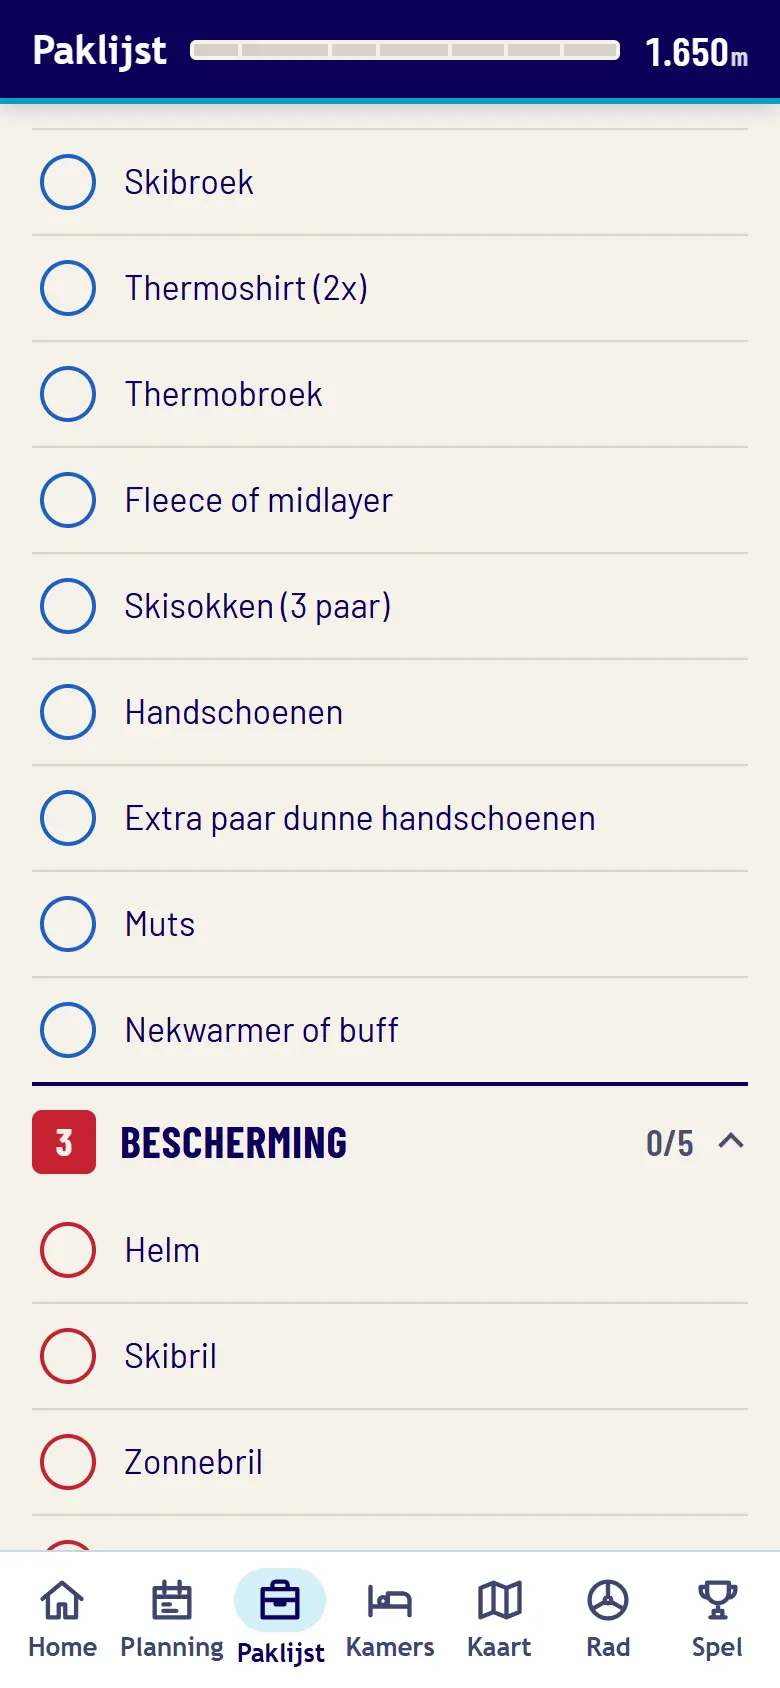 Paklijst 1.650m
Skibroek
Thermoshirt (2x)
Thermobroek
Fleece of midlayer
Skisokken (3 paar)
Handschoenen
Extra paar dunne handschoenen
Muts
Nekwarmer of buff
3 BESCHERMING 0/5
Helm
Skibril
Zonnebril
Home Planning Paklijst Kamers Kaart Rad Spel